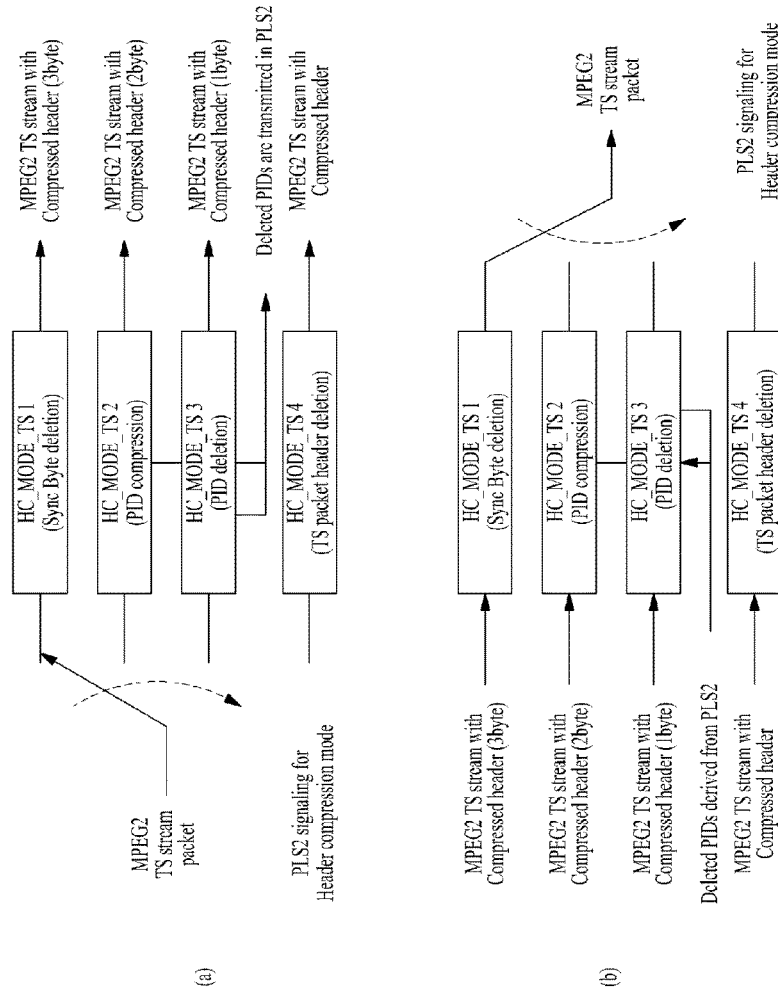 (a)
MPEG2
TS stream
packet
PLS2 signaling for
Header compression mode
HC_MODE_TS 1
(Sync Byte deletion)
HC_MODE_TS 2
(PID compression)
HC_MODE_TS 3
(PID deletion)
HC_MODE_TS 4
(TS packet header deletion)
MPEG2 TS stream with
Compressed header (3byte)
MPEG2 TS stream with
Compressed header (2byte)
MPEG2 TS stream with
Compressed header (1byte)
Deleted PIDs are transmitted in PLS2
MPEG2 TS stream with
Compressed header
(b)
MPEG2 TS stream with
Compressed header (3byte)
MPEG2 TS stream with
Compressed header (2byte)
MPEG2 TS stream with
Compressed header (1byte)
Deleted PIDs derived from PLS2
MPEG2 TS stream with
Compressed header
HC_MODE_TS 1
(Sync Byte deletion)
HC_MODE_TS 2
(PID compression)
HC_MODE_TS 3
(PID deletion)
HC_MODE_TS 4
(TS packet header deletion)
MPEG2
TS stream
packet
PLS2 signaling for
Header compression mode